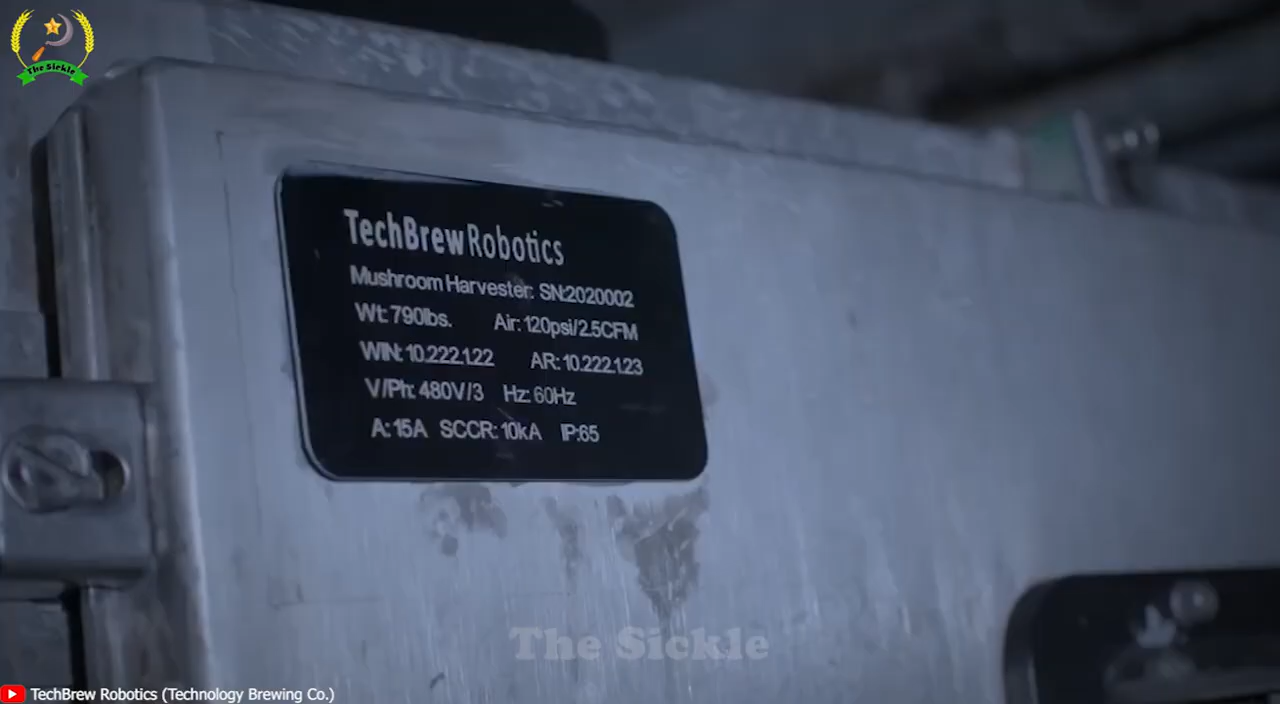 The Sickle
TechBrewRobotics
Mushroom Harvester: SN:2020002
Wt: 790lbs. Air: 120psi/2.5CFM
WIN: 10.222.1.22 AR: 10.222.1.23
V/Ph: 480V/3 Hz: 60Hz
A: 15A SCCR: 10kA IP:65
The Sickle
TechBrew Robotics (Technology Brewing Co.)